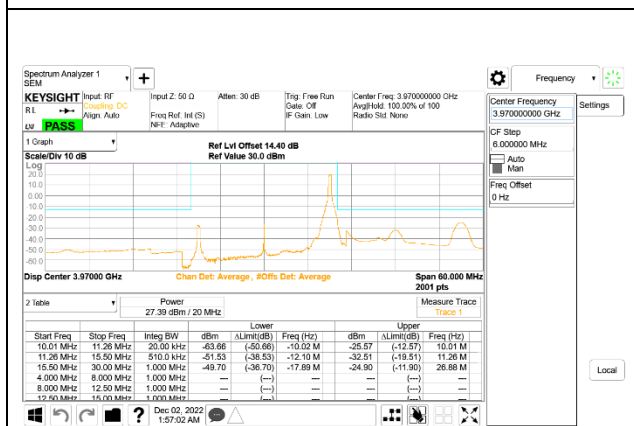 Spectrum Analyzer 1
SEM
Frequency
KEYSIGHT Input: RF Input Z: 50 Ω Atten: 30 dB Trig: Free Run Center Freq: 3.970000000 GHz
RL Coupling: DC Gate: Off Avg|Hold: 100.00% of 100
Align: Auto Freq Ref: Int (S) IF Gain: Low Radio Std: None
PASS NFE: Adaptive
Center Frequency
3.970000000 GHz
Settings
CF Step
6.000000 MHz
Auto
Man
Freq Offset
0 Hz
1 Graph
Scale/Div 10 dB
Ref Lvl Offset 14.40 dB
Ref Value 30.0 dBm
Log
20.0
10.0
0.00
-10.0
-20.0
-30.0
-40.0
-50.0
-60.0
Disp Center 3.97000 GHz Chan Det: Average , #Offs Det: Average Span 60.000 MHz
2001 pts
2 Table
Power
27.39 dBm / 20 MHz
Measure Trace
Trace 1
Lower Upper
Start Freq Stop Freq Integ BW dBm ΔLimit(dB) Freq (Hz) dBm ΔLimit(dB) Freq (Hz)
10.01 MHz 11.26 MHz 20.00 kHz -63.66 (-50.66) -10.02 M -25.57 (-12.57) 10.01 M
11.26 MHz 15.50 MHz 510.0 kHz -51.53 (-38.53) -12.10 M -32.51 (-19.51) 11.26 M
15.50 MHz 30.00 MHz 1.000 MHz -49.70 (-36.70) -17.89 M -24.90 (-11.90) 26.88 M
4.000 MHz 8.000 MHz 1.000 MHz --- (---) --- (---)
8.000 MHz 12.50 MHz 1.000 MHz --- (---) --- (---)
12.50 MHz 15.00 MHz 1.000 MHz --- (---) --- (---)
Local
? Dec 02, 2022
1:57:02 AM